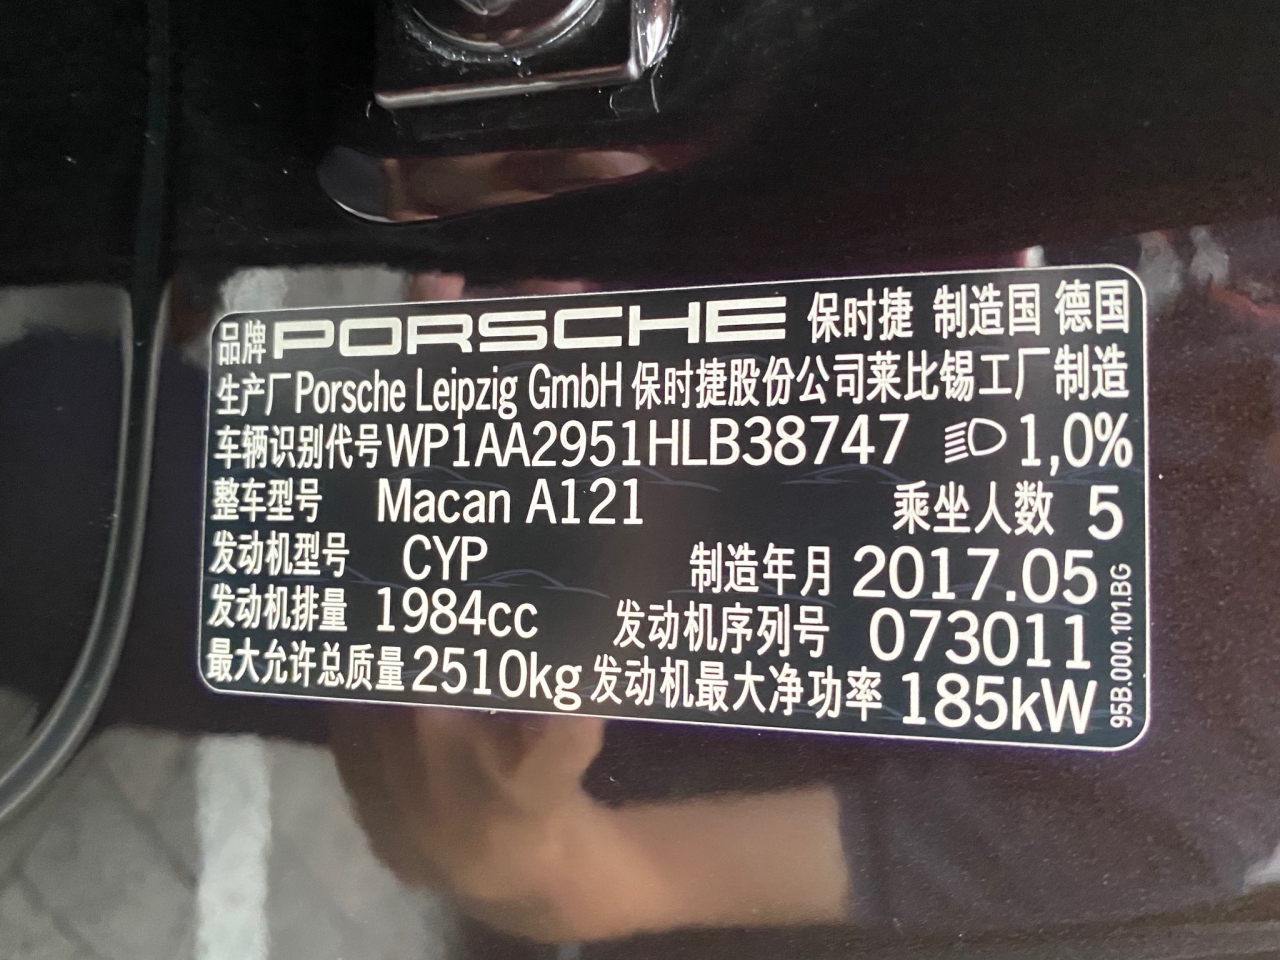 品牌 PORSCHE 保时捷 制造国 德国
生产厂 Porsche Leipzig GmbH 保时捷股份公司莱比锡工厂制造
车辆识别代号 WP1AA2951HLB38747 1,0%
整车型号 Macan A121 乘坐人数 5
发动机型号 CYP 制造年月 2017.05
发动机排量 1984cc 发动机序列号 073011
最大允许总质量 2510kg 发动机最大净功率 185kW
95B.000.101.BG